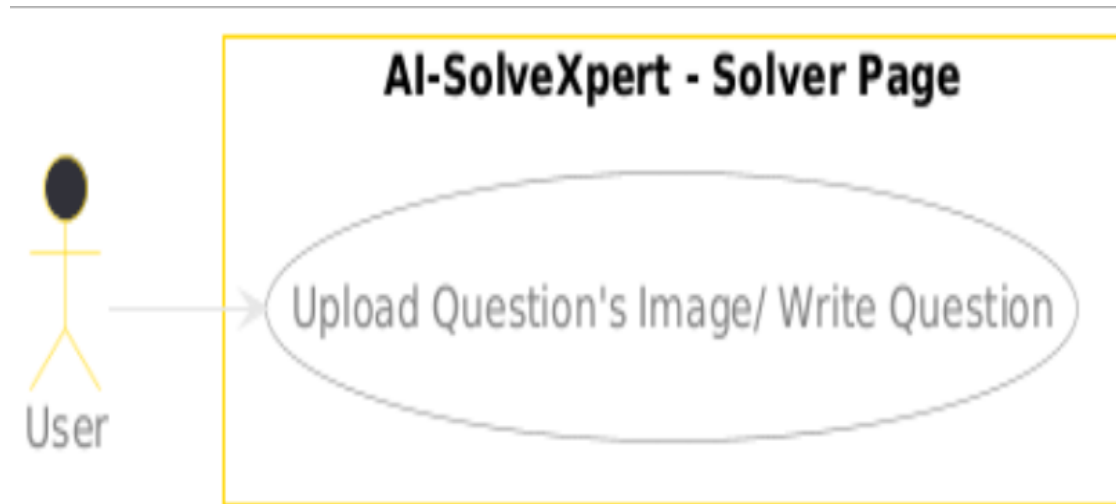 AI-SolveXpert - Solver Page
Upload Question's Image/ Write Question
User